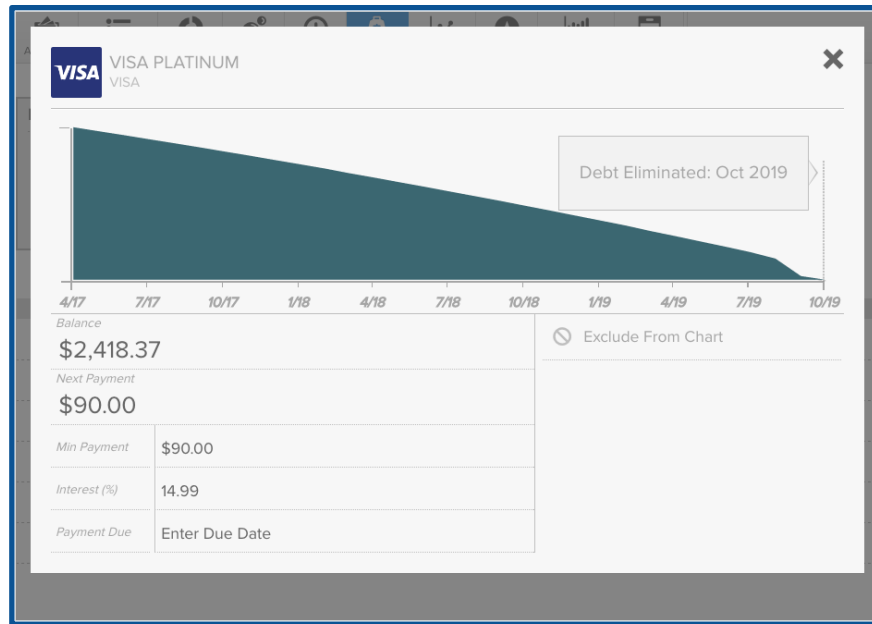 VISA
VISA PLATINUM
VISA
Debt Eliminated: Oct 2019
4/17 7/17 10/17 1/18 4/18 7/18 10/18 1/19 4/19 7/19 10/19
Balance
$2,418.37
Exclude From Chart
Next Payment
$90.00
Min Payment $90.00
Interest (%) 14.99
Payment Due Enter Due Date